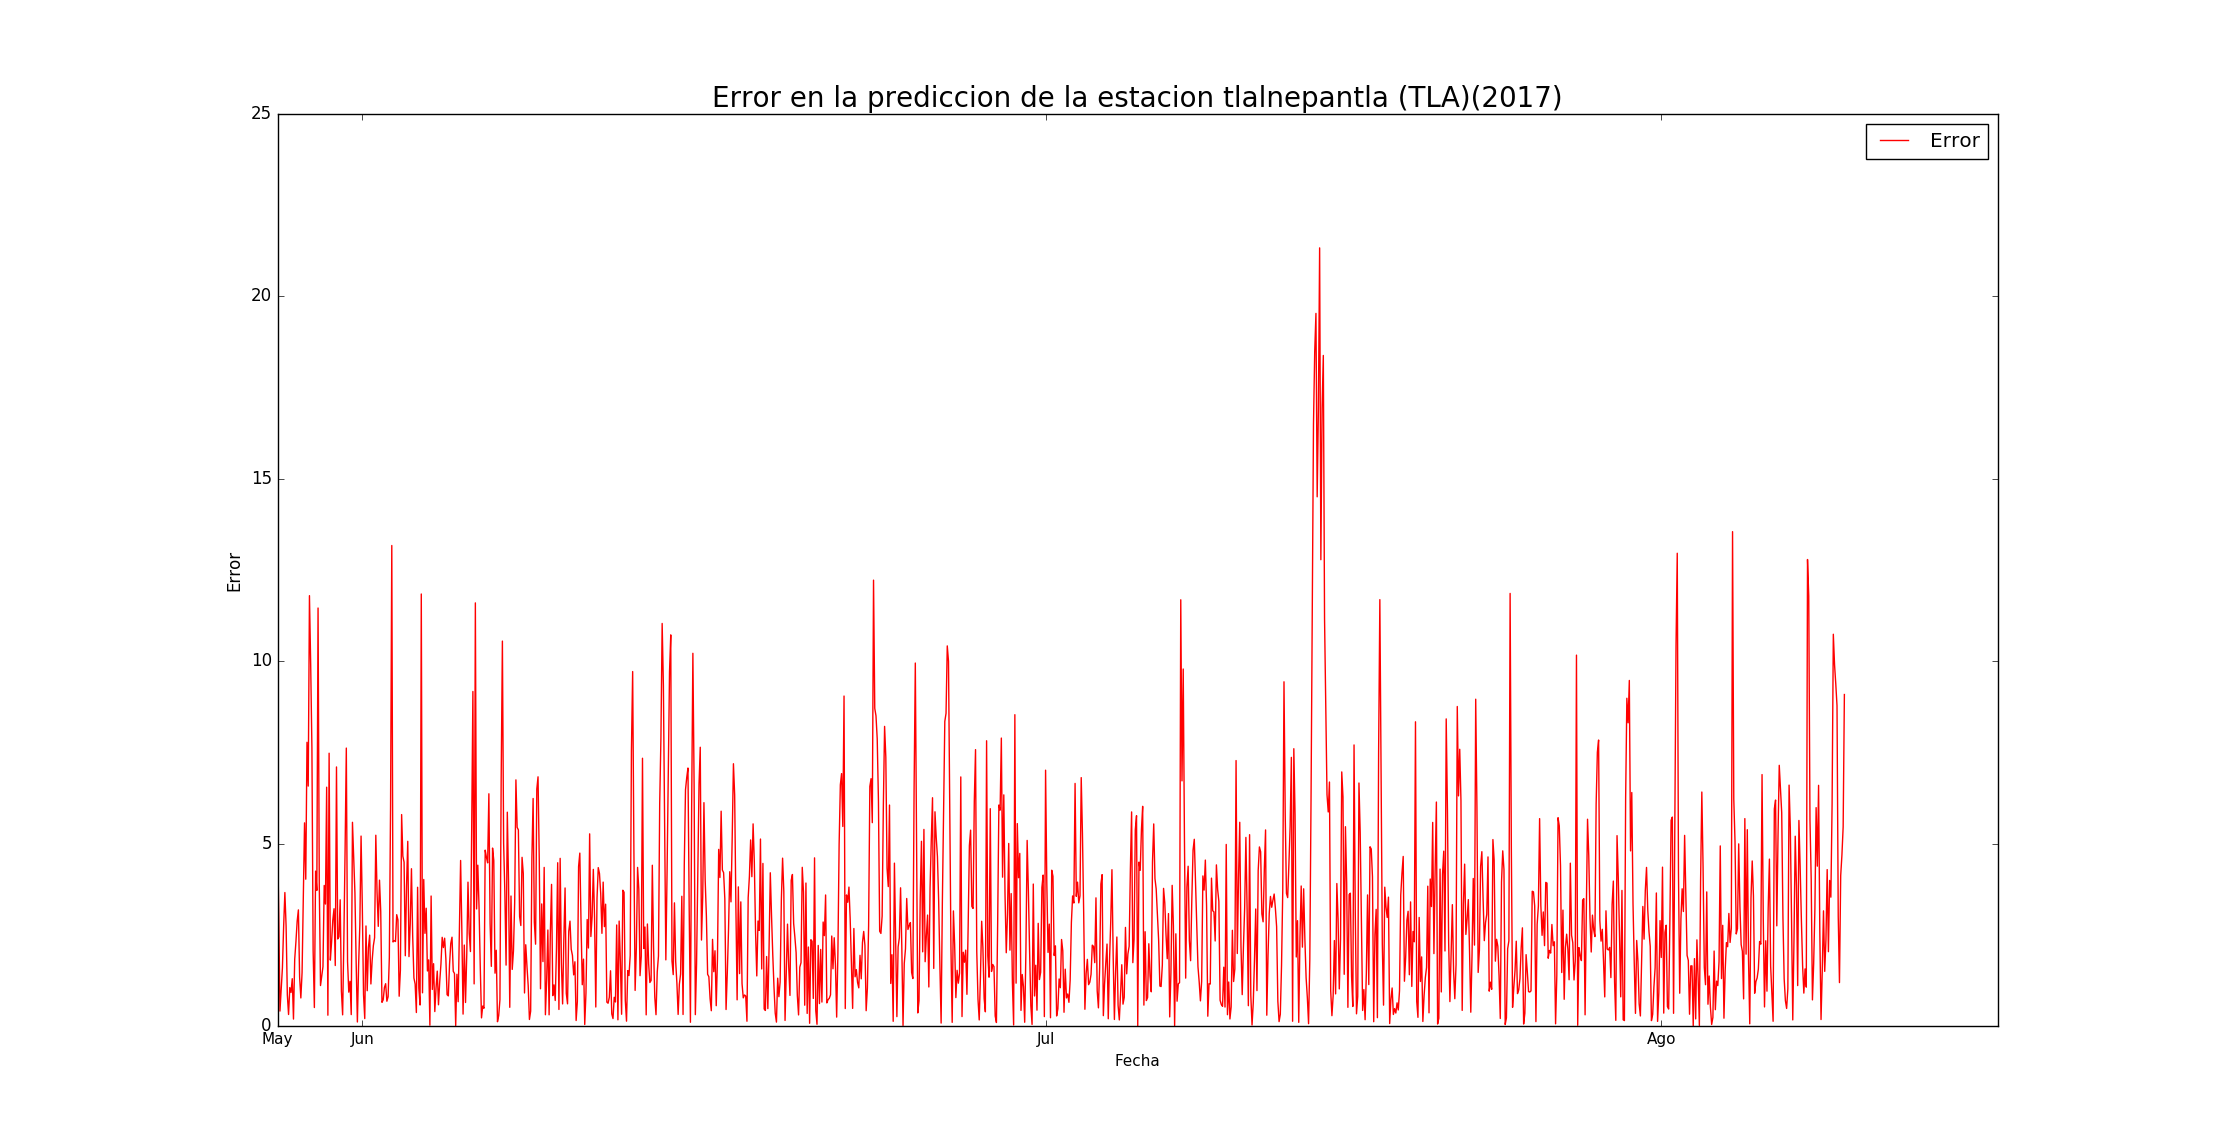 Error en la prediccion de la estacion tlalnepantla (TLA)(2017)
25
Error
20
15
10
5
0
Error
May Jun Jul Ago
Fecha